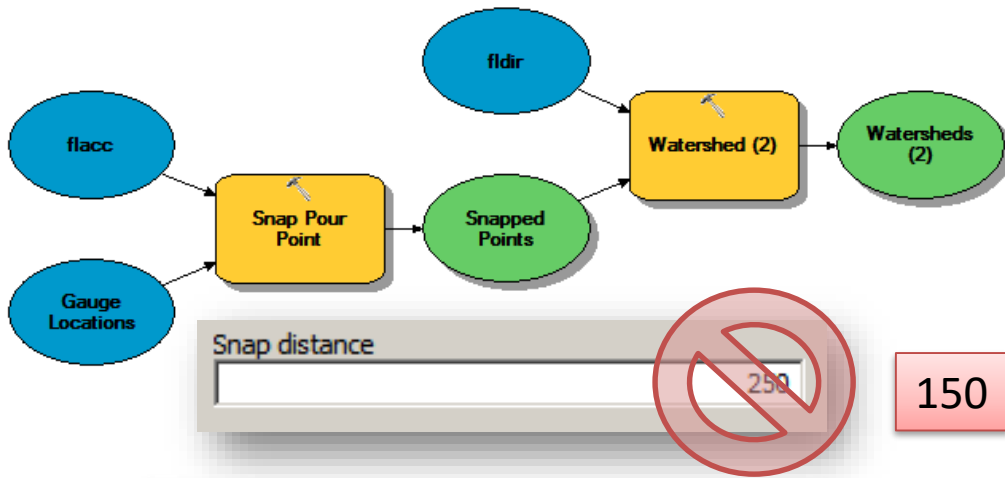 fldir
flacc
Watershed (2)
Watersheds
(2)
Snap Pour
Point
Snapped
Points
Gauge
Locations
Snap distance
250
150